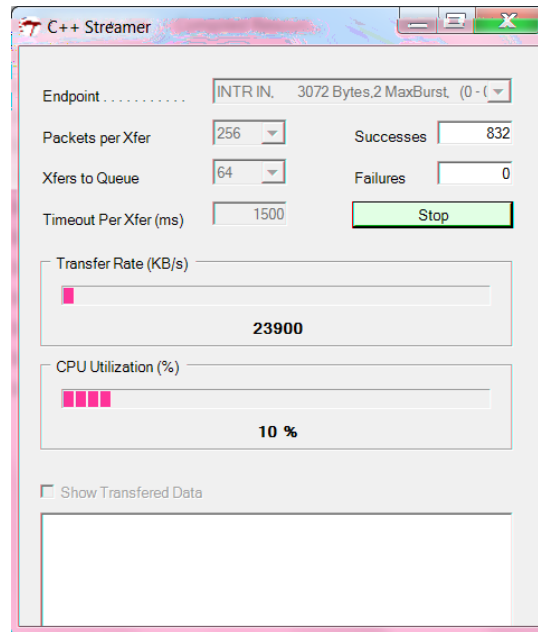 C++ Streamer
Endpoint ........... INTR IN, 3072 Bytes,2 MaxBurst, (0 - (
Packets per Xfer 256 Successes 832
Xfers to Queue 64 Failures 0
Timeout Per Xfer (ms) 1500 Stop
Transfer Rate (KB/s)
23900
CPU Utilization (%)
10 %
Show Transfered Data